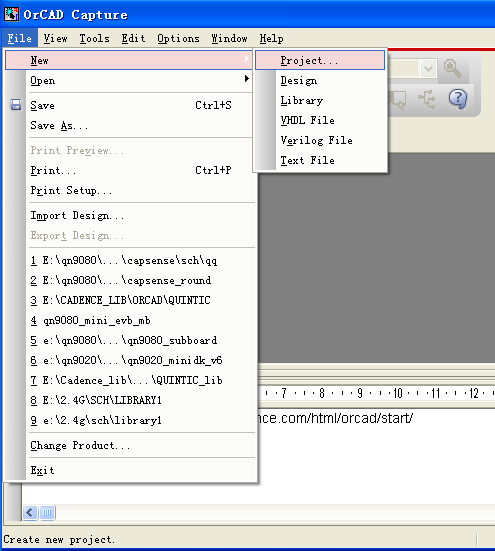 OrCAD Capture
File View Tools Edit Options Window Help
New
Project...
Open
Design
Library
Save Ctrl+S
VHDL File
Save As...
Verilog File
Print Preview...
Text File
Print... Ctrl+P
Print Setup...
Import Design...
Export Design...
1 E:\qn9080\...\capsense\sch\qq
2 E:\qn9080\...\capsense_round
3 E:\CADENCE_LIB\ORCAD\QUINTIC
4 qn9080_mini_evb_mb
5 e:\qn9080\...\qn9080_subboard
6 e:\qn9020\...\qn9020_minidk_v6
7 E:\Cadence_lib\...\QUINTIC_lib
8 E:\2.4G\SCH\LIBRARY1
9 e:\2.4g\sch\library1
7 8 9 10 11 12
nce.com/html/orcad/start/
Change Product...
Exit
Create new project.